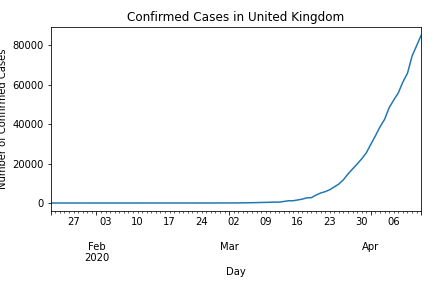 Confirmed Cases in United Kingdom
Number of Confirmed Cases
80000
60000
40000
20000
0
27 03 10 17 24 02 09 16 23 30 06
Feb Mar Apr
2020
Day